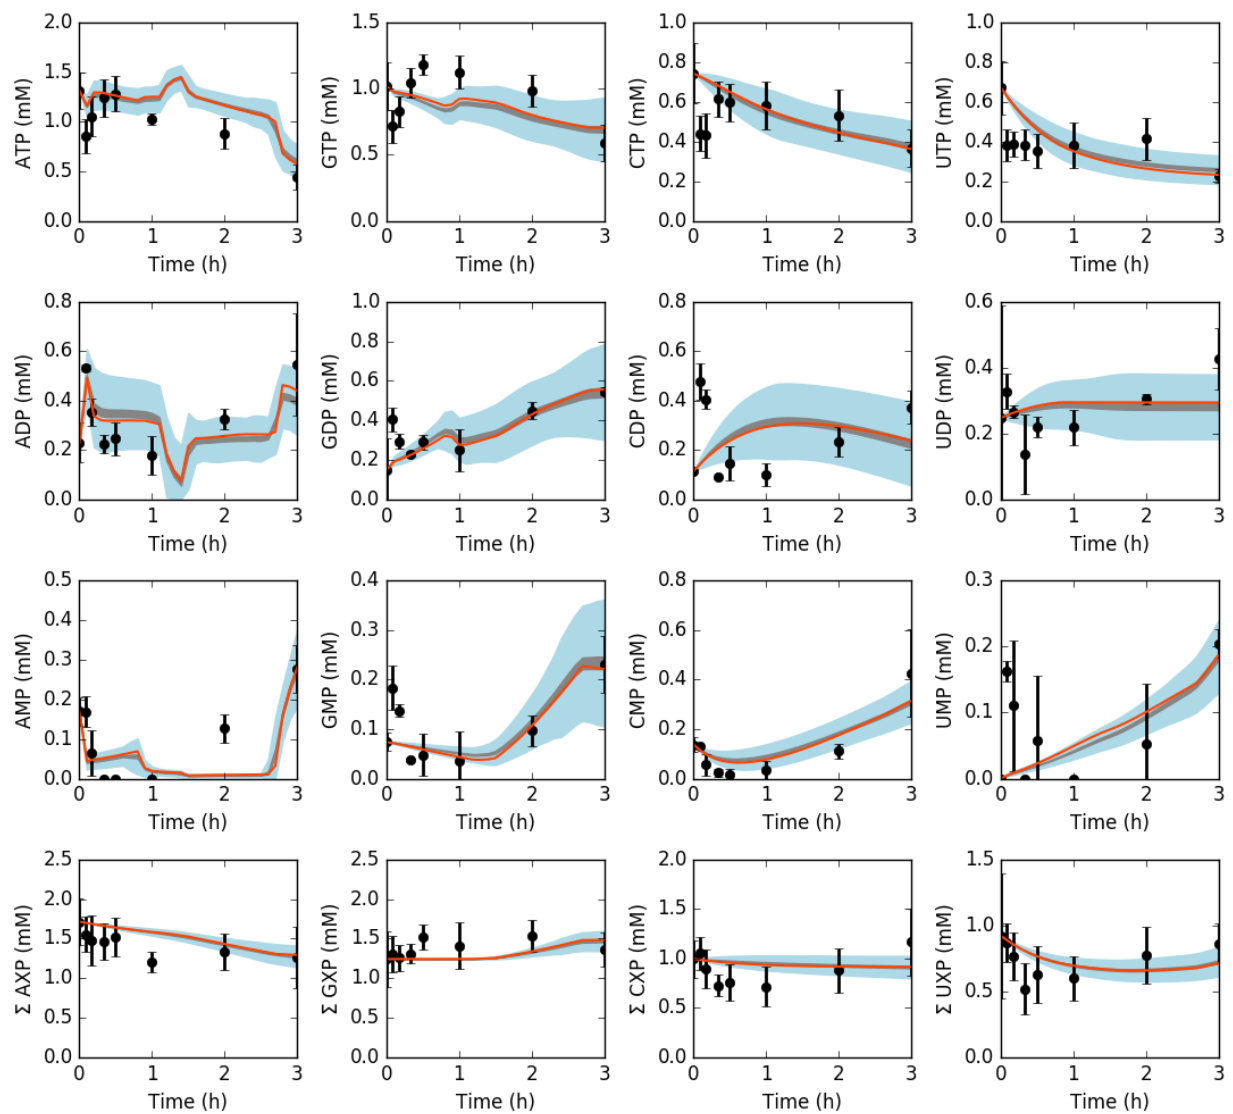 2.0 1.5 1.0 0.5 0.0 ATP (mM) 0 1 2 3 Time (h)
1.5 1.0 0.5 0.0 GTP (mM) 0 1 2 3 Time (h)
1.0 0.8 0.6 0.4 0.2 0.0 CTP (mM) 0 1 2 3 Time (h)
1.0 0.8 0.6 0.4 0.2 0.0 UTP (mM) 0 1 2 3 Time (h)
0.8 0.6 0.4 0.2 0.0 ADP (mM) 0 1 2 3 Time (h)
1.0 0.8 0.6 0.4 0.2 0.0 GDP (mM) 0 1 2 3 Time (h)
0.8 0.6 0.4 0.2 0.0 CDP (mM) 0 1 2 3 Time (h)
0.6 0.4 0.2 0.0 UDP (mM) 0 1 2 3 Time (h)
0.5 0.4 0.3 0.2 0.1 0.0 AMP (mM) 0 1 2 3 Time (h)
0.4 0.3 0.2 0.1 0.0 GMP (mM) 0 1 2 3 Time (h)
0.8 0.6 0.4 0.2 0.0 CMP (mM) 0 1 2 3 Time (h)
0.3 0.2 0.1 0.0 UMP (mM) 0 1 2 3 Time (h)
2.5 2.0 1.5 1.0 0.5 0.0 Σ AXP (mM) 0 1 2 3 Time (h)
2.5 2.0 1.5 1.0 0.5 0.0 Σ GXP (mM) 0 1 2 3 Time (h)
2.0 1.5 1.0 0.5 0.0 Σ CXP (mM) 0 1 2 3 Time (h)
1.5 1.0 0.5 0.0 Σ UXP (mM) 0 1 2 3 Time (h)